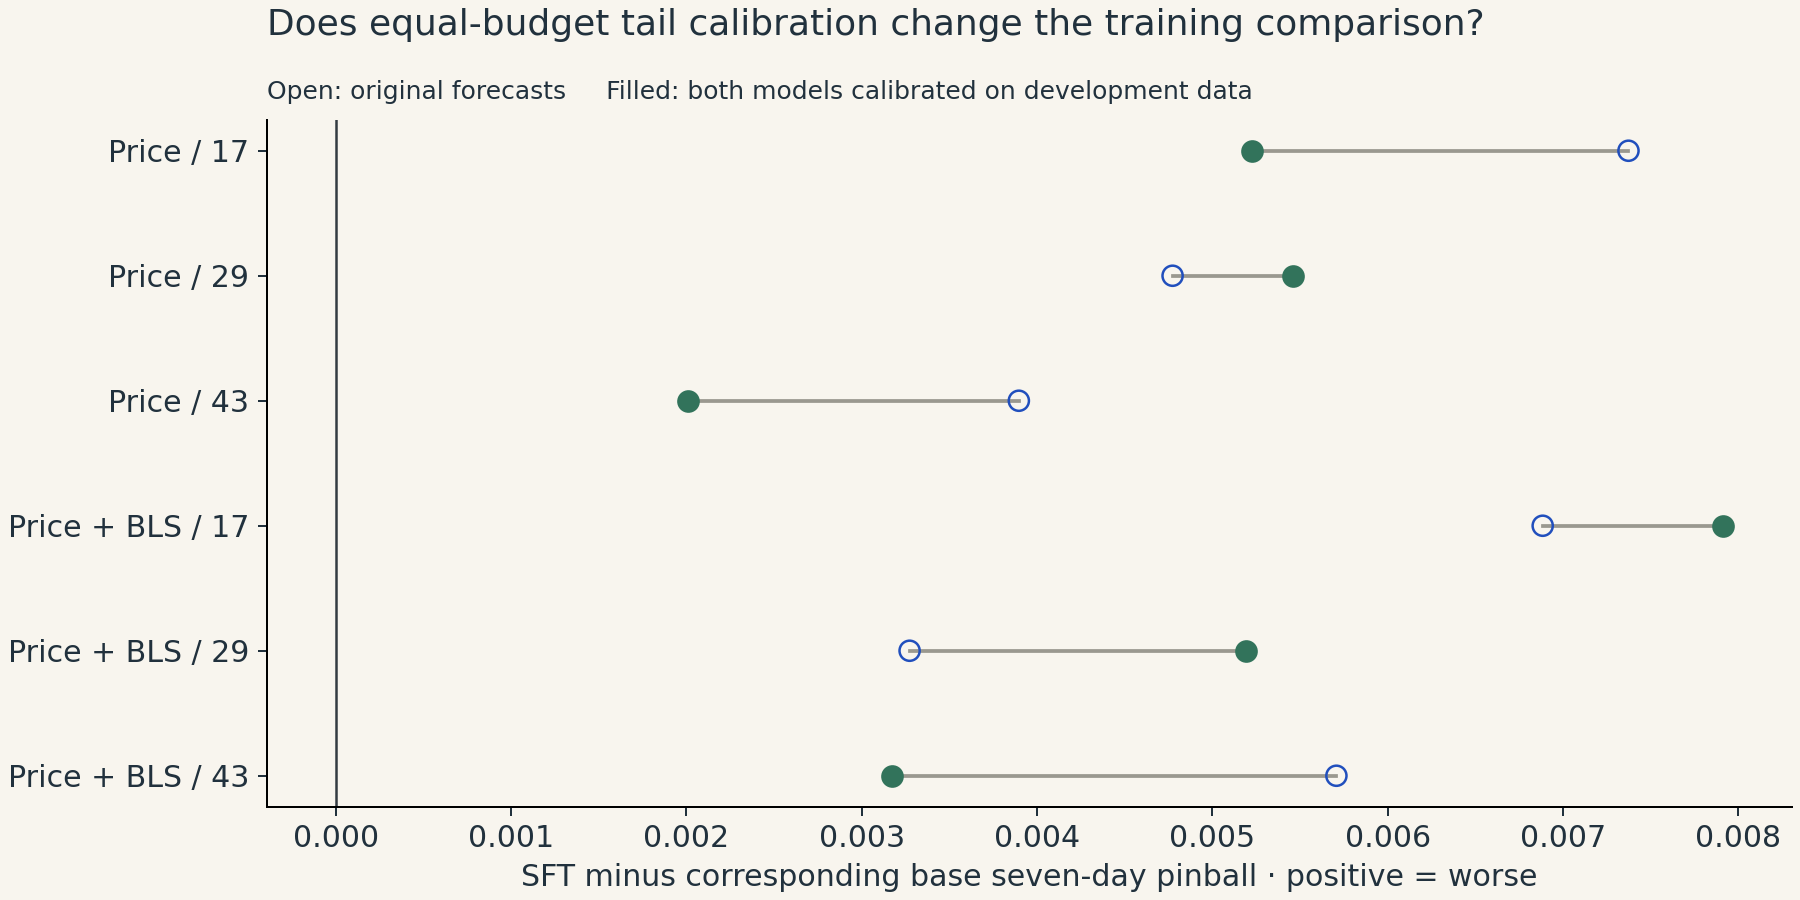 Does equal-budget tail calibration change the training comparison?
Open: original forecasts  Filled: both models calibrated on development data
Price / 17
Price / 29
Price / 43
Price + BLS / 17
Price + BLS / 29
Price + BLS / 43
0.000 0.001 0.002 0.003 0.004 0.005 0.006 0.007 0.008
SFT minus corresponding base seven-day pinball · positive = worse